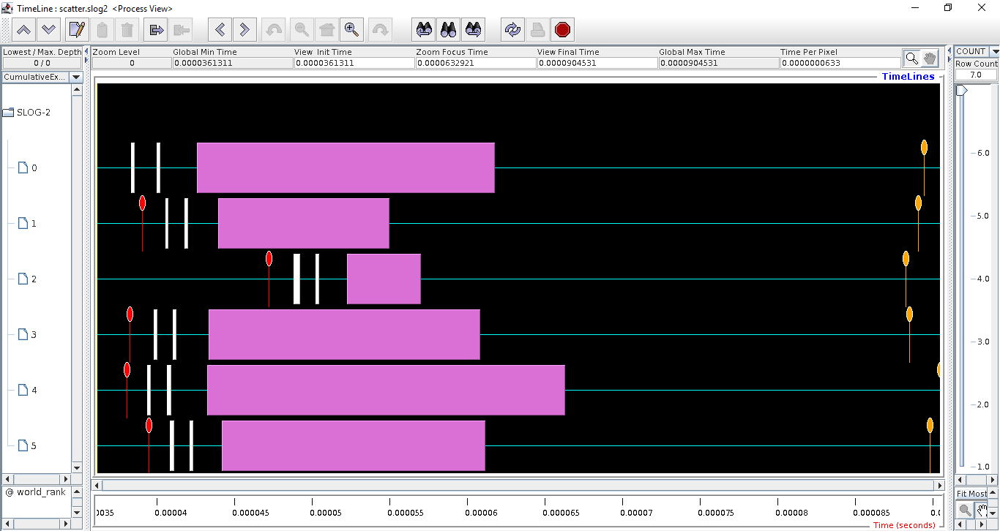 TimeLine : scatter.slog2  <Process View>
Lowest / Max. Depth
0 / 0
Zoom Level
0
Global Min Time
0.0000361311
View  Init Time
0.0000361311
Zoom Focus Time
0.0000632921
View Final Time
0.0000904531
Global Max Time
0.0000904531
Time Per Pixel
0.0000000633
COUNT
Row Count
7.0
CumulativeEx...
TimeLines
SLOG-2
0
1
2
3
4
5
6.0
5.0
4.0
3.0
2.0
1.0
@ world_rank
Fit Most
0035
0.00004
0.000045
0.00005
0.000055
0.00006
0.000065
0.00007
0.000075
0.00008
0.000085
0.0
Time (seconds)